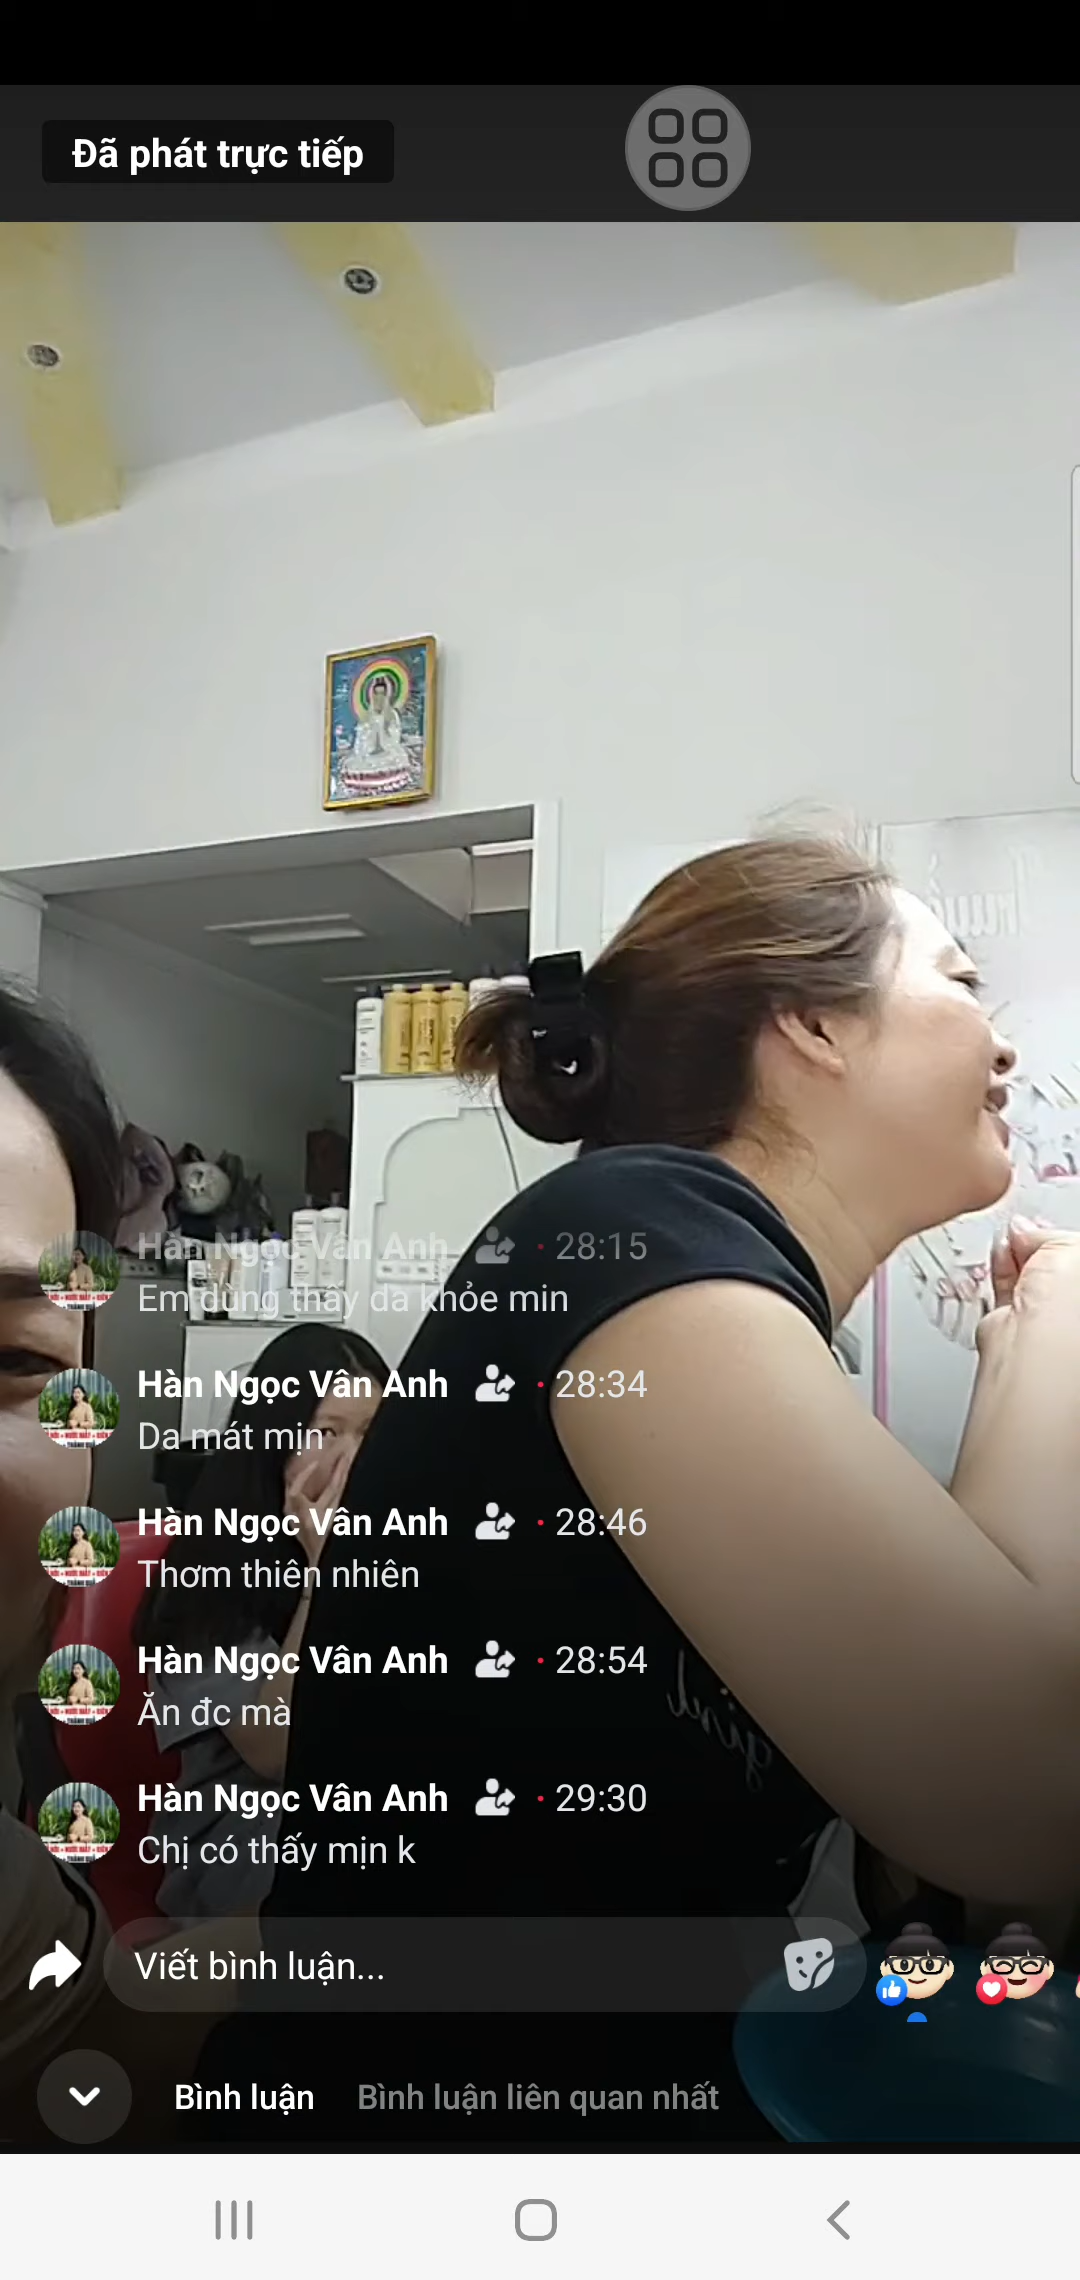 Đã phát trực tiếp
Hàn Ngọc Vân Anh · 28:15
Em dùng thấy da khỏe min
Hàn Ngọc Vân Anh · 28:34
Da mát mịn
Hàn Ngọc Vân Anh · 28:46
Thơm thiên nhiên
Hàn Ngọc Vân Anh · 28:54
Ăn đc mà
Hàn Ngọc Vân Anh · 29:30
Chị có thấy mịn k
Viết bình luận...
Bình luận Bình luận liên quan nhất